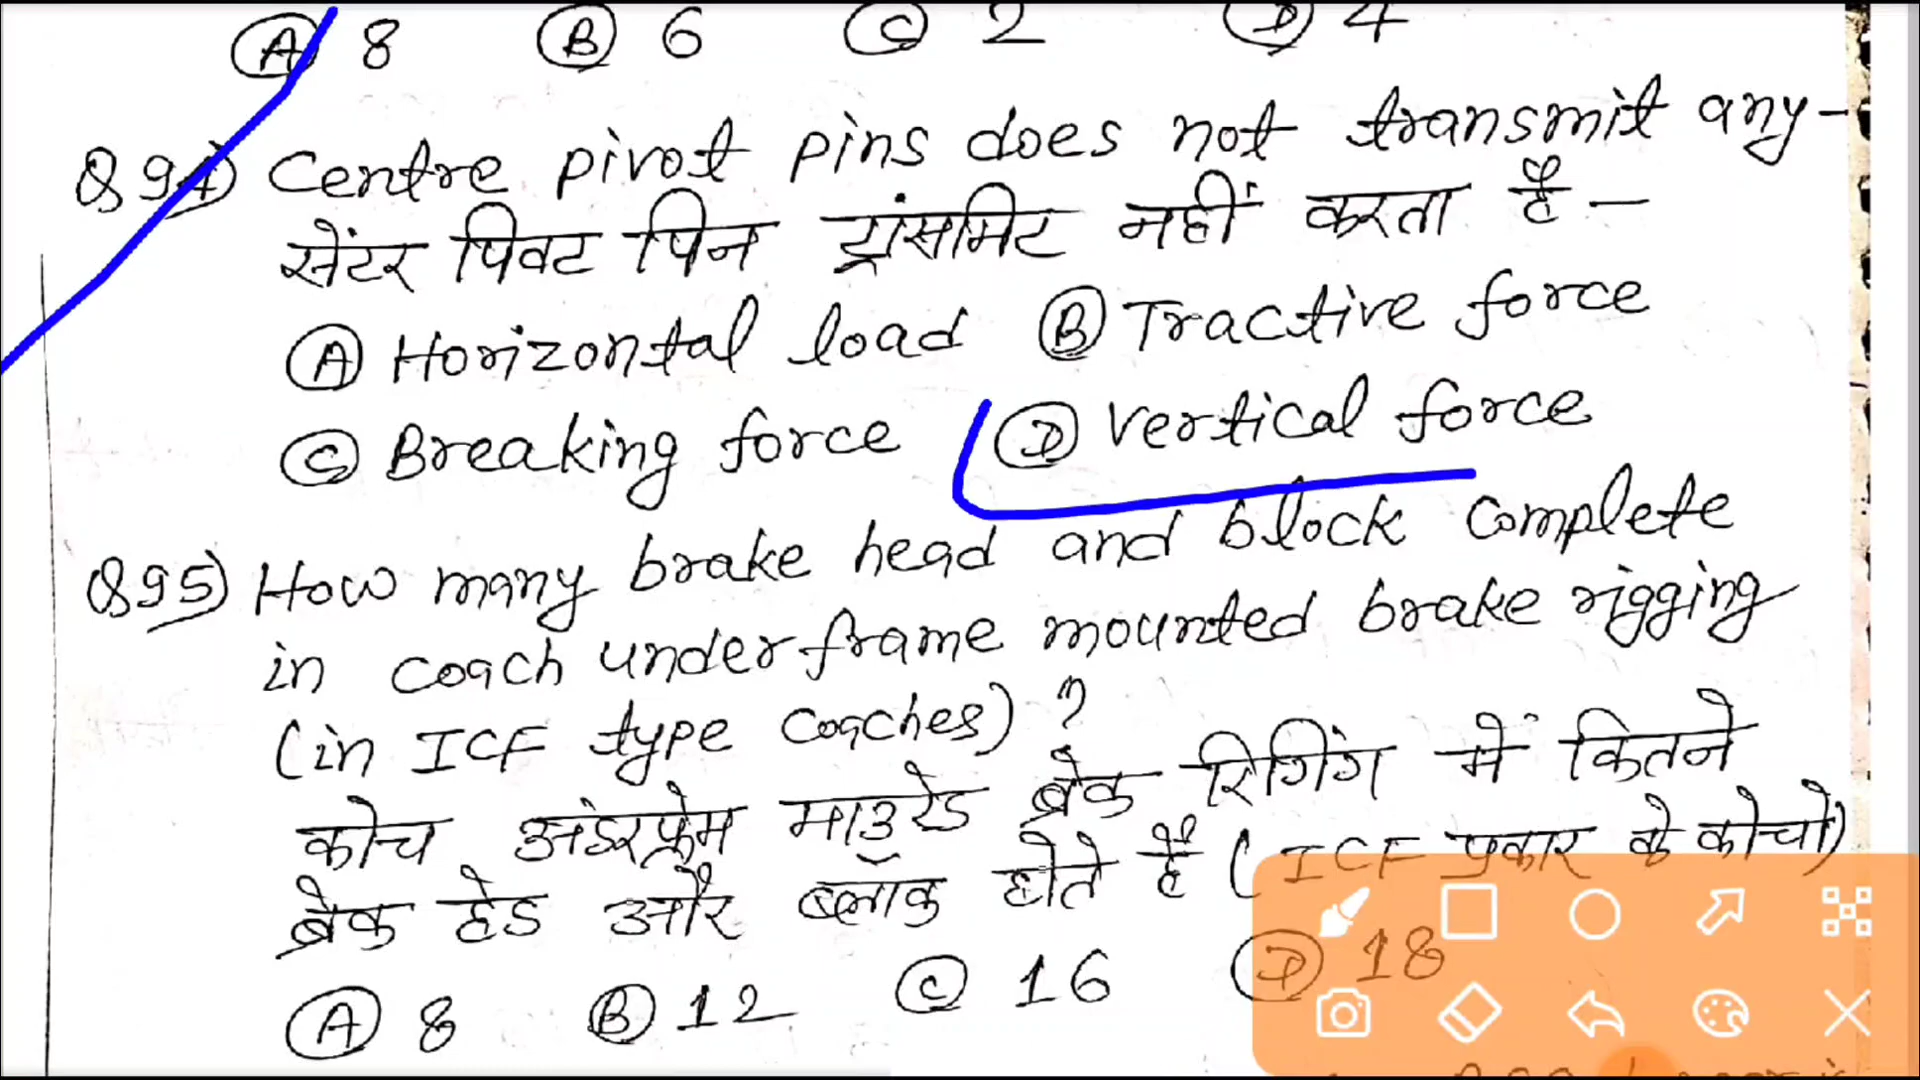 (A) 8 (B) 6 (C) 2 (D) 4
Q94) Centre pivot pins does not transmit any-
सेंटर पिवट पिन ट्रांसमिट नहीं करता है -
(A) Horizontal load (B) Tractive force
(C) Breaking force (D) Vertical force
Q95) How many brake head and block complete
in coach underframe mounted brake rigging
(in ICF type coaches) ?
कोच अंडरफ्रेम माउंटेड ब्रेक रिगिंग में कितने
ब्रेक हेड और ब्लॉक होते हैं (ICF प्रकार के कोचों)
(A) 8 (B) 12 (C) 16 (D) 18